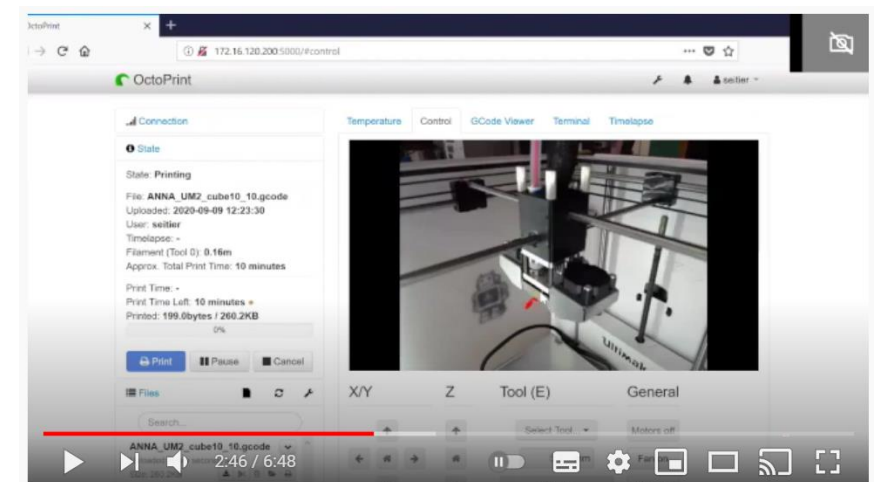 OctoPrint
172.16.120.200:5000/#control
OctoPrint
seitier
Connection
Temperature
Control
GCode Viewer
Terminal
Timelapse
State
State: Printing
File: ANNA_UM2_cube10_10.gcode
Uploaded: 2020-09-09 12:23:30
User: seitier
Timelapse: -
Filament (Tool 0): 0.16m
Approx. Total Print Time: 10 minutes
Print Time: -
Print Time Left: 10 minutes
Printed: 199.0bytes / 260.2KB
0%
Print
Pause
Cancel
Ultimak
Files
X/Y
Z
Tool (E)
General
Search...
Select Tool...
Motors off
ANNA_UM2_cube10_10.gcode
2:46 / 6:48